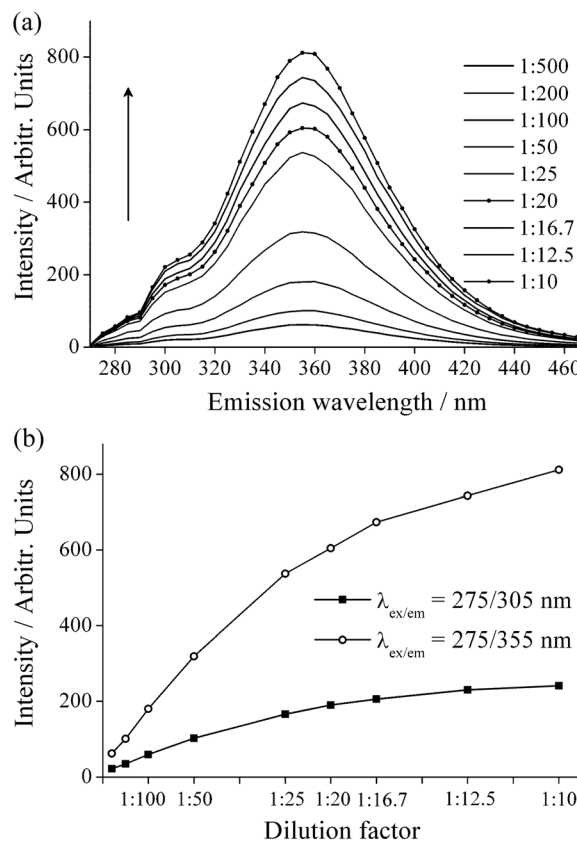 (a)
800
600
400
200
0
Intensity / Arbitr. Units
1:500
1:200
1:100
1:50
1:25
1:20
1:16.7
1:12.5
1:10
280 300 320 340 360 380 400 420 440 460
Emission wavelength / nm
(b)
800
600
400
200
0
Intensity / Arbitr. Units
λex/em = 275/305 nm
λex/em = 275/355 nm
1:100 1:50 1:25 1:20 1:16.7 1:12.5 1:10
Dilution factor